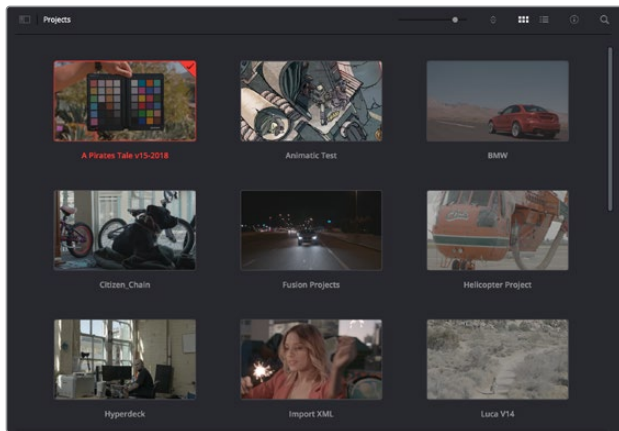 Projects
A Pirates Tale v15-2018
Animatic Test
BMW
Citizen_Chain
Fusion Projects
Helicopter Project
Hyperdeck
Import XML
Luca V14